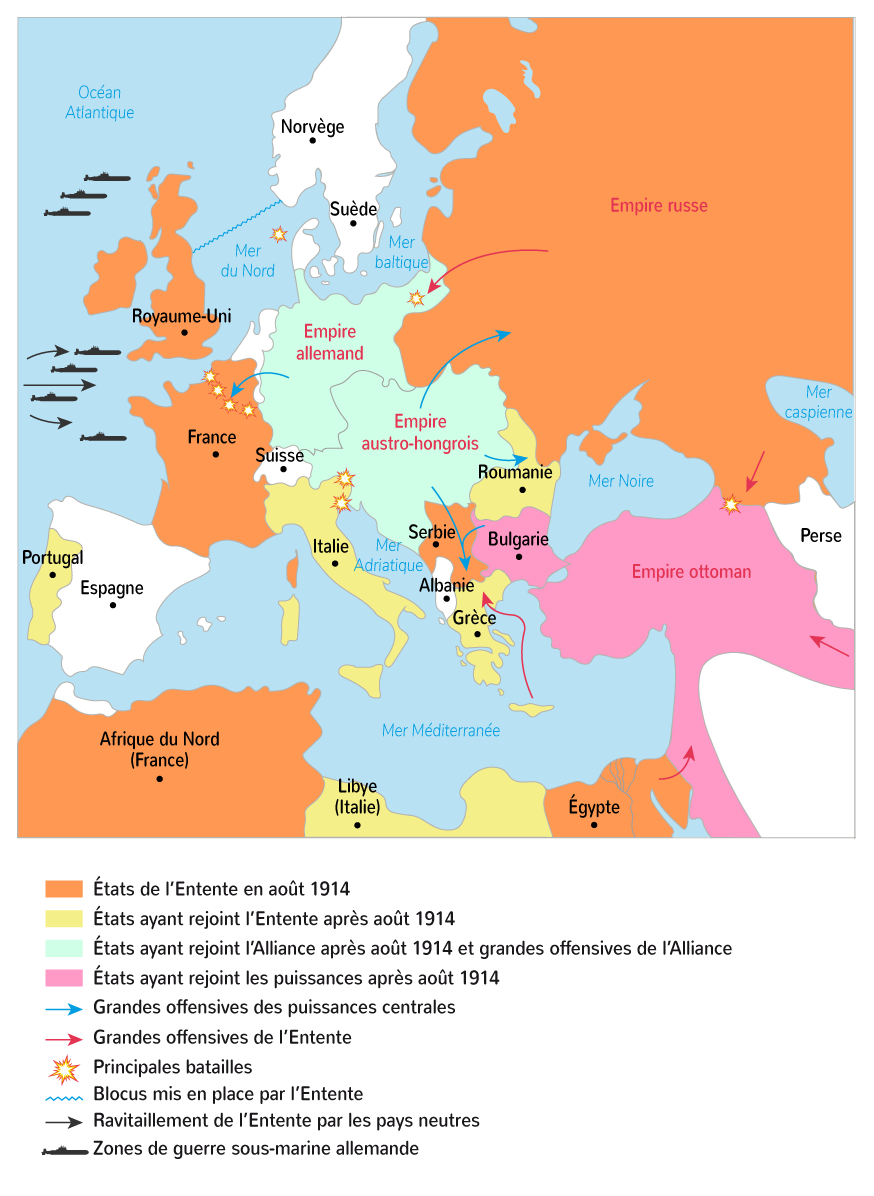 Océan
Atlantique
Norvège
Suède
Empire russe
Mer
du Nord
Mer
baltique
Royaume-Uni
Empire
allemand
Mer
caspienne
Empire
austro-hongrois
France
Suisse
Roumanie
Mer Noire
Serbie
Bulgarie
Perse
Italie
Mer
Adriatique
Portugal
Espagne
Albanie
Empire ottoman
Grèce
Mer Méditerranée
Afrique du Nord
(France)
Libye
(Italie)
Égypte
États de l'Entente en août 1914
États ayant rejoint l'Entente après août 1914
États ayant rejoint l'Alliance après août 1914 et grandes offensives de l'Alliance
États ayant rejoint les puissances après août 1914
Grandes offensives des puissances centrales
Grandes offensives de l'Entente
Principales batailles
Blocus mis en place par l'Entente
Ravitaillement de l'Entente par les pays neutres
Zones de guerre sous-marine allemande